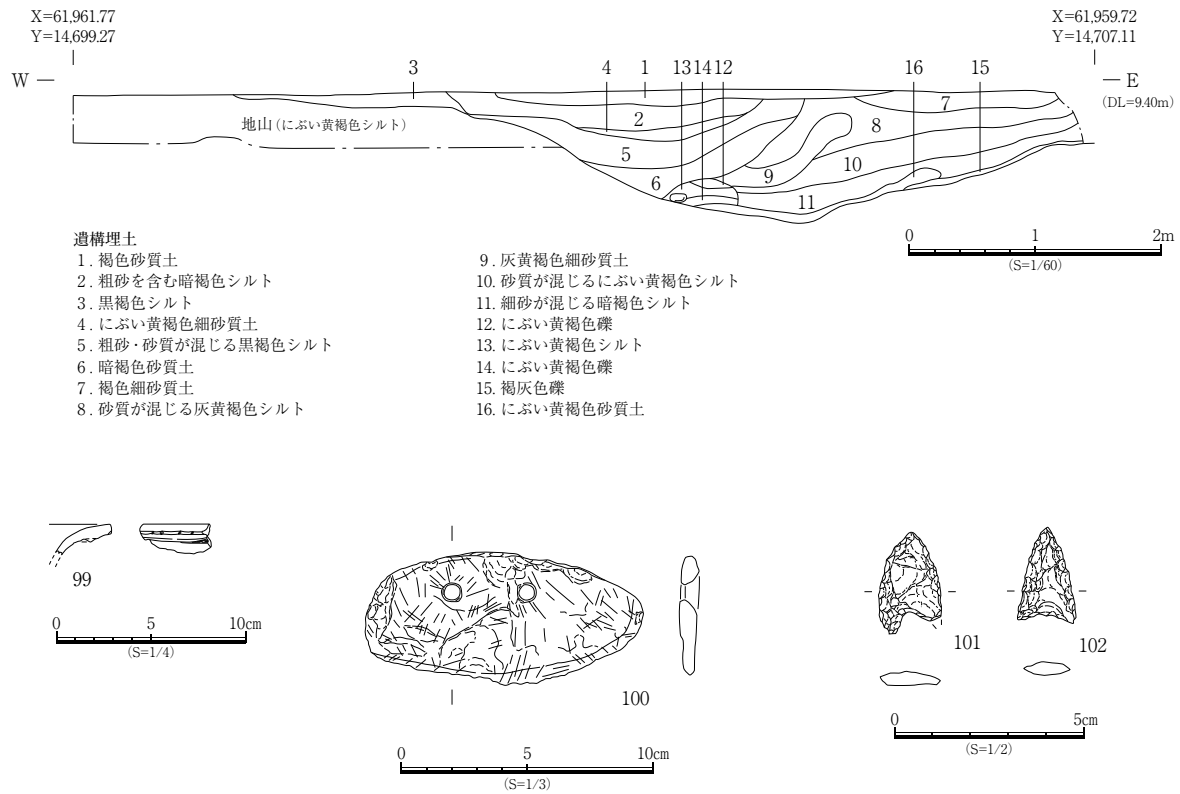 X=61,961.77
Y=14,699.27
X=61,959.72
Y=14,707.11
W
3
4
1
13
14
12
16
15
E
(DL=9.40m)
地山(にぶい黄褐色シルト)
2
7
8
5
10
9
6
11
遺構埋土
1. 褐色砂質土
2. 粗砂を含む暗褐色シルト
3. 黒褐色シルト
4. にぶい黄褐色細砂質土
5. 粗砂・砂質が混じる黒褐色シルト
6. 暗褐色砂質土
7. 褐色細砂質土
8. 砂質が混じる灰黄褐色シルト
9. 灰黄褐色細砂質土
10. 砂質が混じるにぶい黄褐色シルト
11. 細砂が混じる暗褐色シルト
12. にぶい黄褐色礫
13. にぶい黄褐色シルト
14. にぶい黄褐色礫
15. 褐灰色礫
16. にぶい黄褐色砂質土
0 1 2m
(S=1/60)
99
0 5 10cm
(S=1/4)
100
0 5 10cm
(S=1/3)
101
102
0 5cm
(S=1/2)